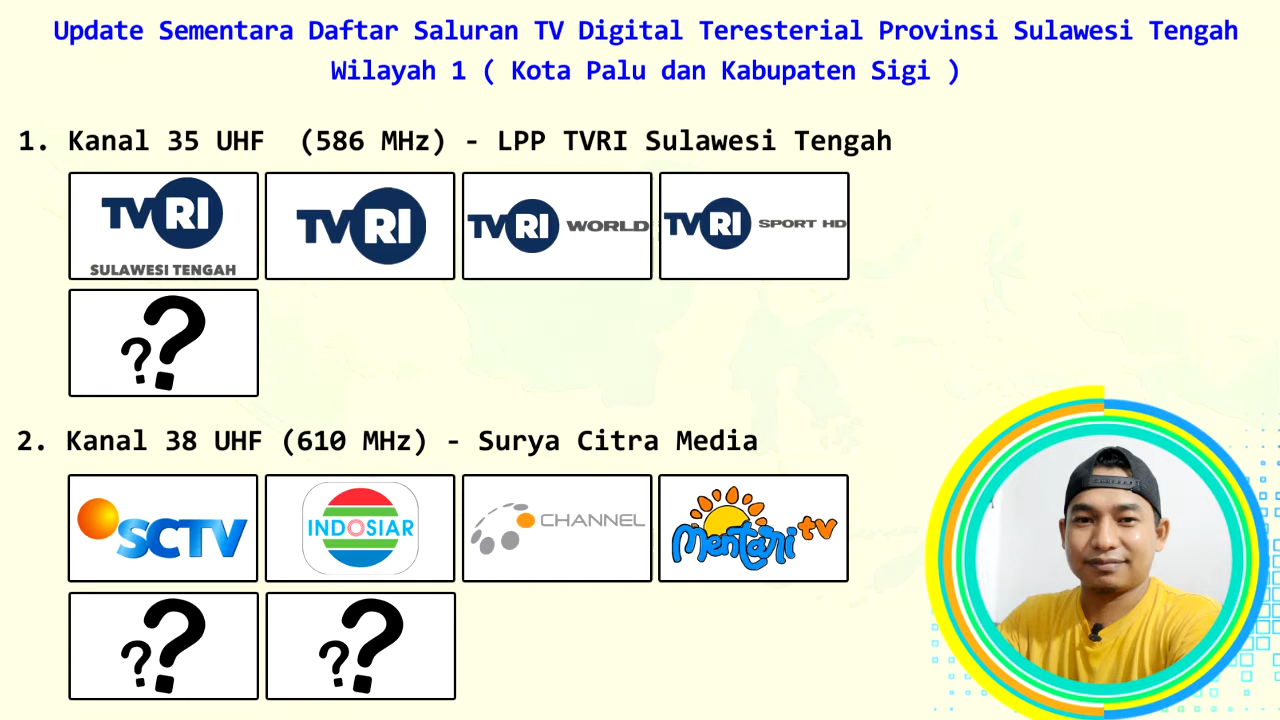 Update Sementara Daftar Saluran TV Digital Teresterial Provinsi Sulawesi Tengah
Wilayah 1 ( Kota Palu dan Kabupaten Sigi )
1. Kanal 35 UHF (586 MHz) - LPP TVRI Sulawesi Tengah
TVRI
SULAWESI TENGAH
TVRI
TVRI WORLD
TVRI SPORT HD
??
2. Kanal 38 UHF (610 MHz) - Surya Citra Media
SCTV
INDOSIAR
CHANNEL
Mentari tv
??
??